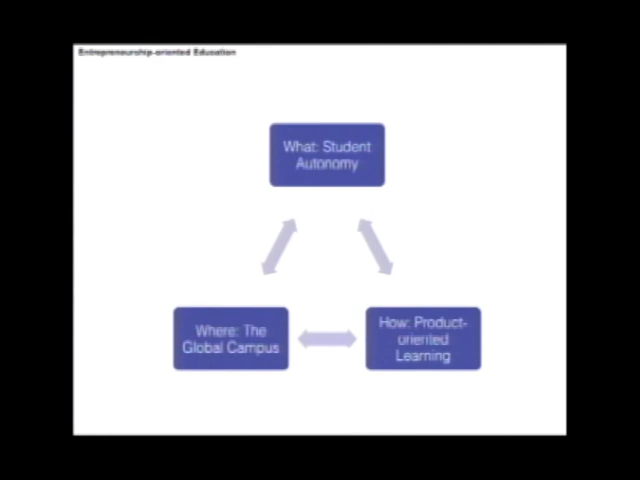 Entrepreneurship-oriented Education
What: Student
Autonomy
Where: The
Global Campus
How: Product-
oriented
Learning